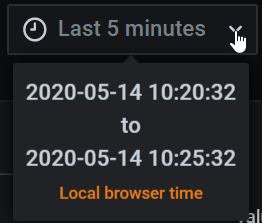 Last 5 minutes
2020-05-14 10:20:32
to
2020-05-14 10:25:32
Local browser time